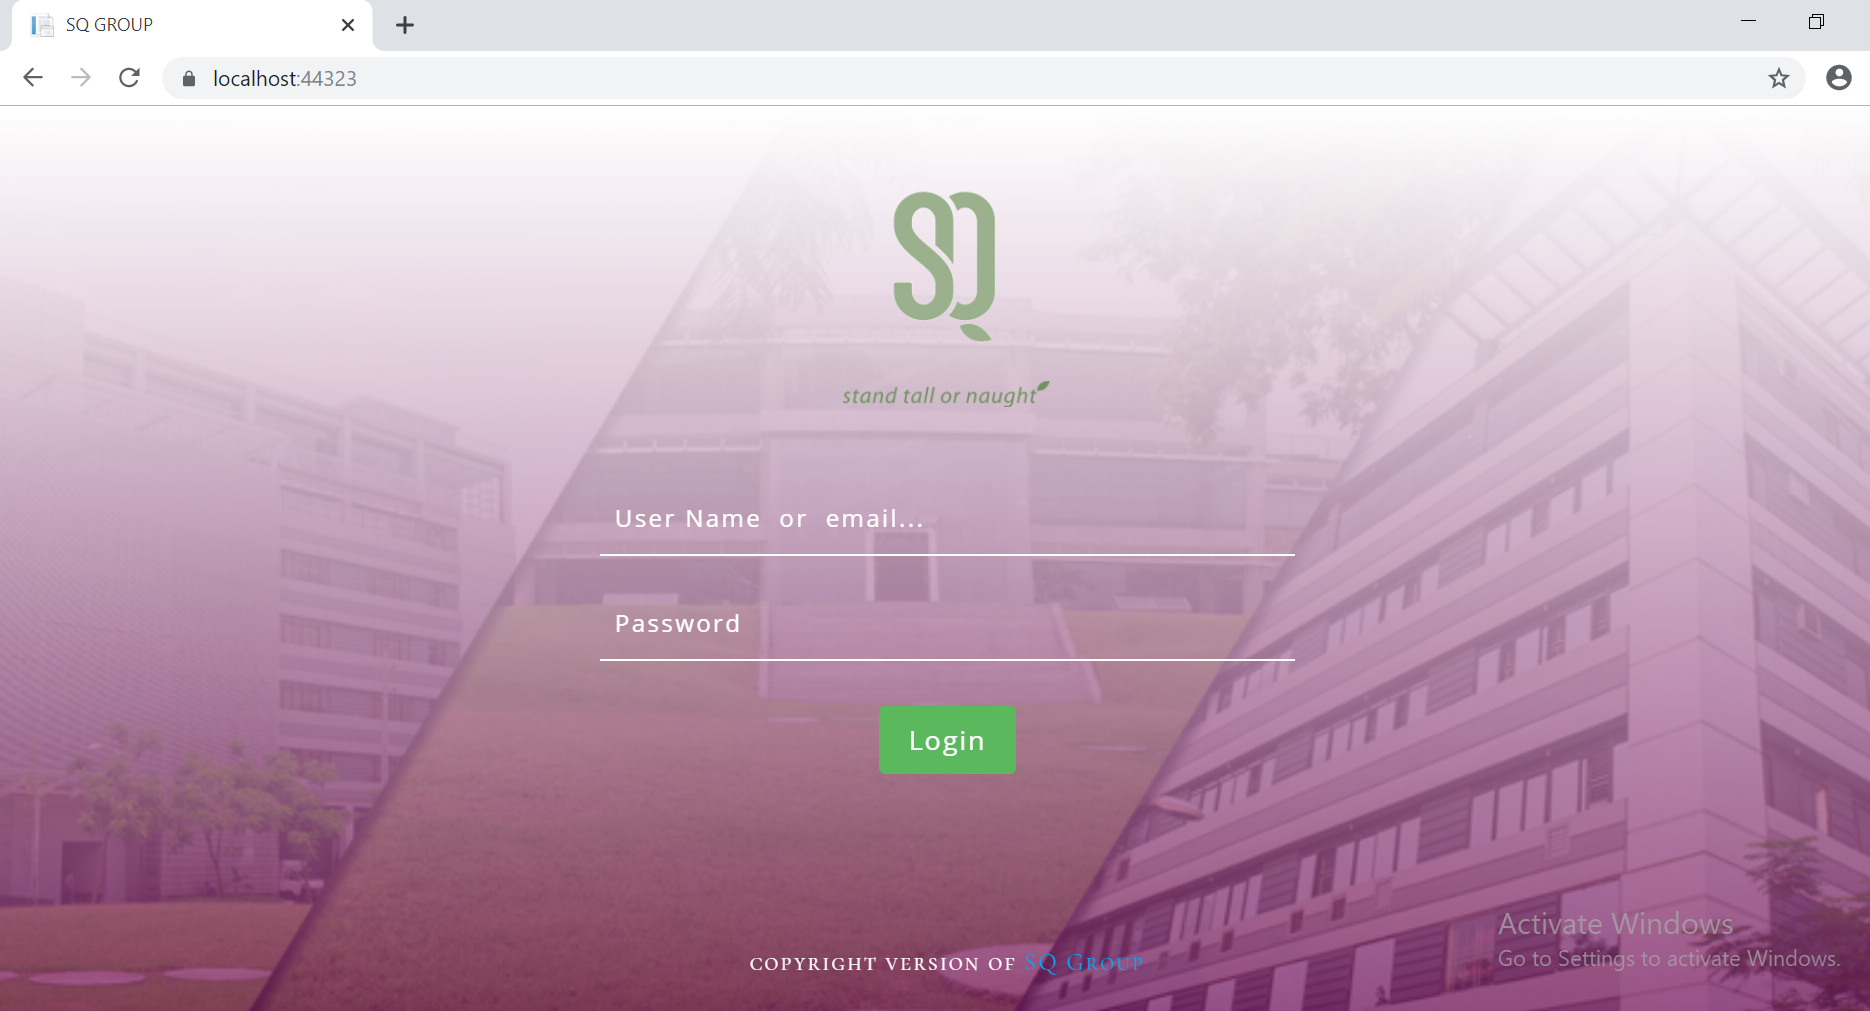 SQ GROUP
localhost:44323
SQ
stand tall or naught
User Name or email...
Password
Login
COPYRIGHT VERSION OF SQ GROUP
Activate Windows
Go to Settings to activate Windows.